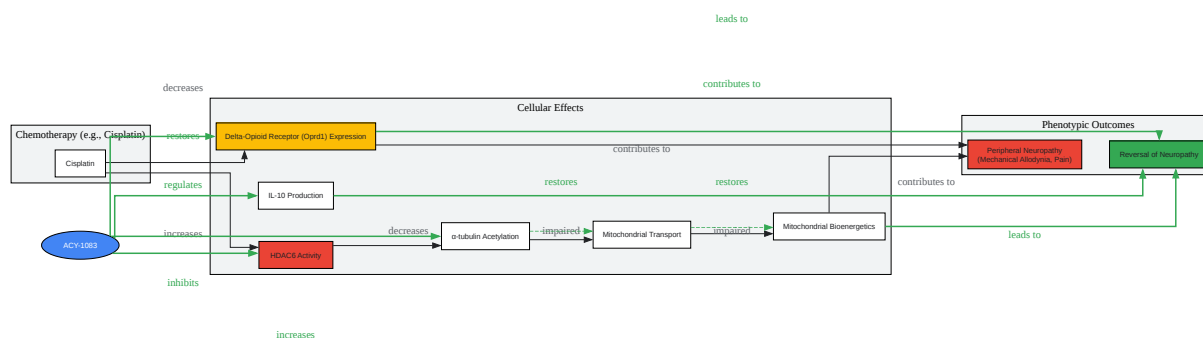 leads to
contributes to
decreases
Cellular Effects
Chemotherapy (e.g., Cisplatin)
Phenotypic Outcomes
restores
Delta-Opioid Receptor (Oprd1) Expression
contributes to
Peripheral Neuropathy
(Mechanical Allodynia, Pain)
Reversal of Neuropathy
Cisplatin
regulates
IL-10 Production
restores
restores
contributes to
increases
decreases
α-tubulin Acetylation
impaired
Mitochondrial Transport
impaired
Mitochondrial Bioenergetics
leads to
ACY-1083
HDAC6 Activity
inhibits
increases